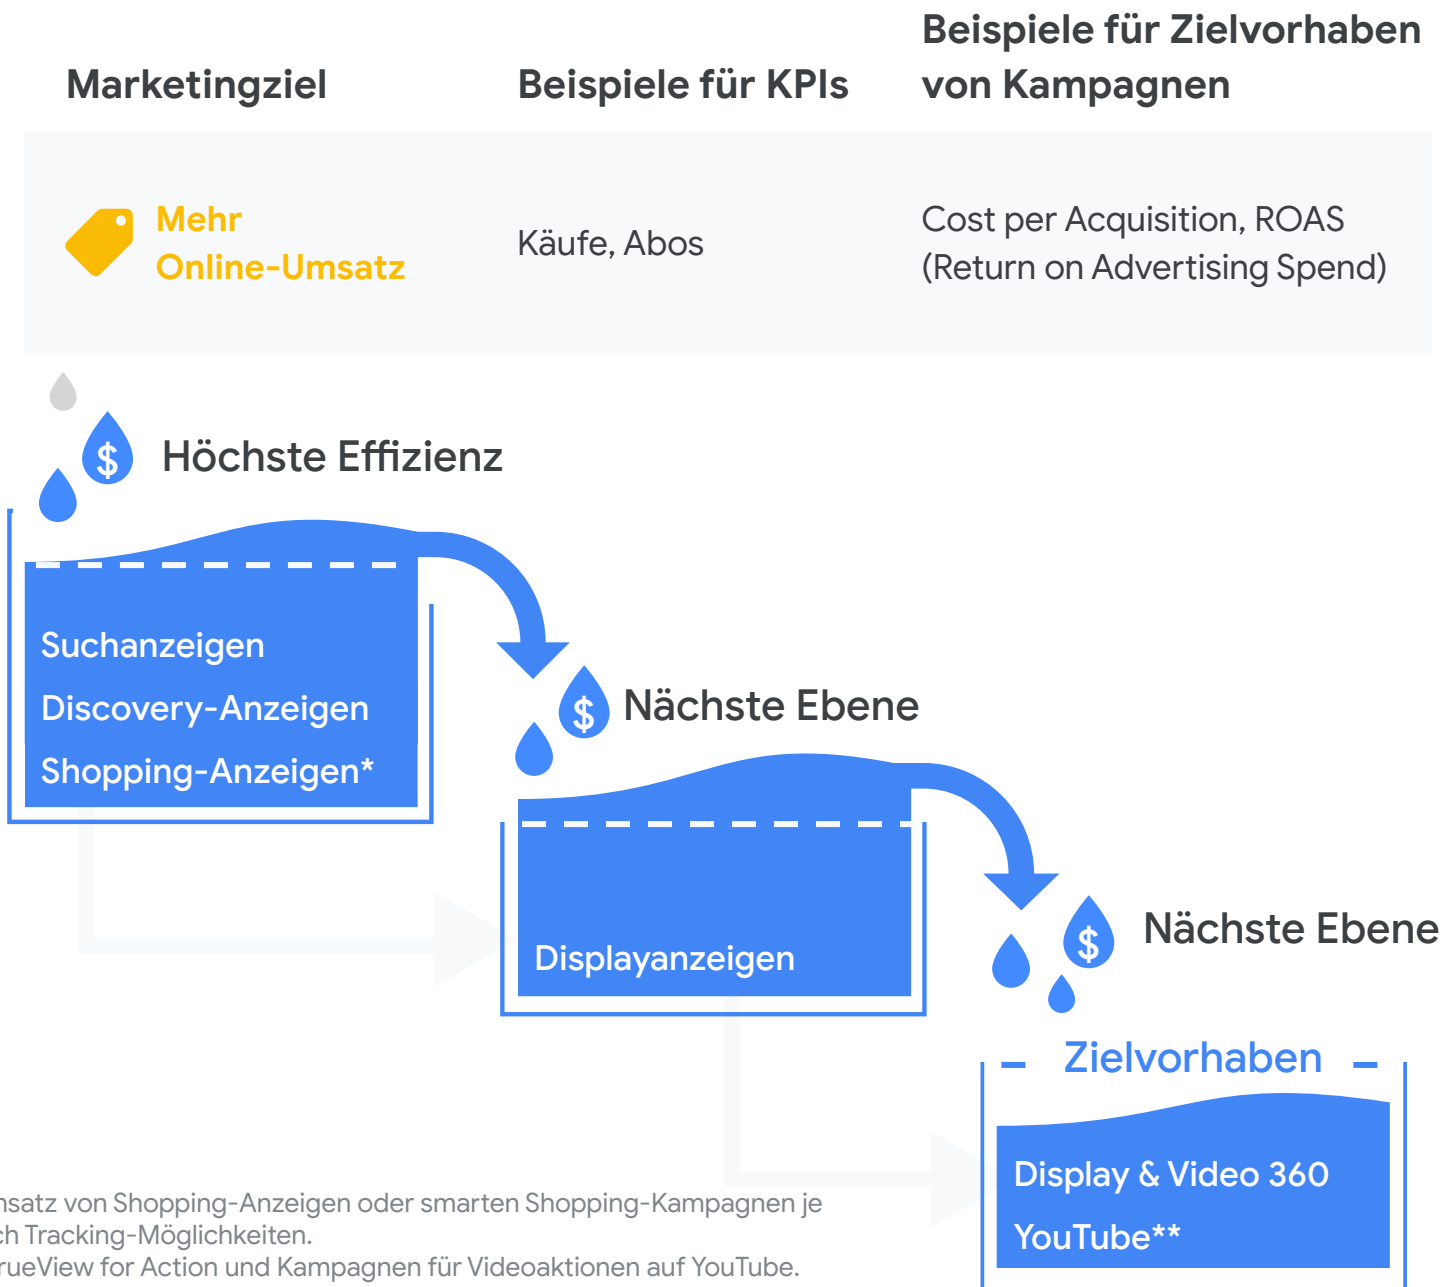 Marketingziel
Beispiele für KPIs
Beispiele für Zielvorhaben
von Kampagnen
Mehr
Online-Umsatz
Käufe, Abos
Cost per Acquisition, ROAS
(Return on Advertising Spend)
$
Höchste Effizienz
Suchanzeigen
Discovery-Anzeigen
Shopping-Anzeigen*
$
Nächste Ebene
Displayanzeigen
$
Nächste Ebene
Zielvorhaben
Display & Video 360
YouTube**
von Shopping-Anzeigen oder smarten Shopping-Kampagnen je
Tracking-Möglichkeiten.
for Action und Kampagnen für Videoaktionen auf YouTube.